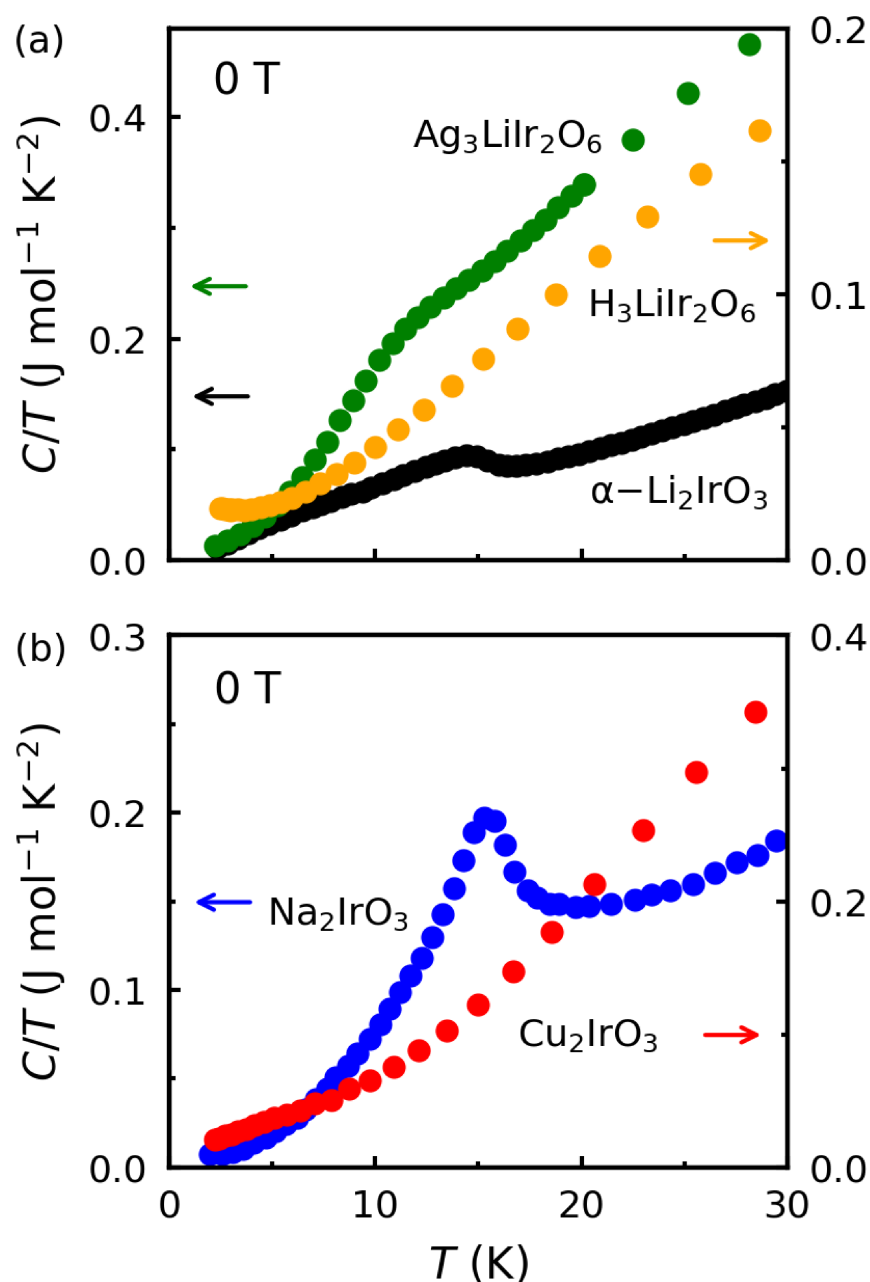 (a)
0 T
0.2
0.4
Ag₃LiIr₂O₆
C/T (J mol⁻¹ K⁻²)
H₃LiIr₂O₆
0.1
0.2
α−Li₂IrO₃
0.0
0.0
(b)
0.3
0 T
0.4
C/T (J mol⁻¹ K⁻²)
0.2
Na₂IrO₃
0.2
0.1
Cu₂IrO₃
0.0
0.0
0 10 20 30
T (K)